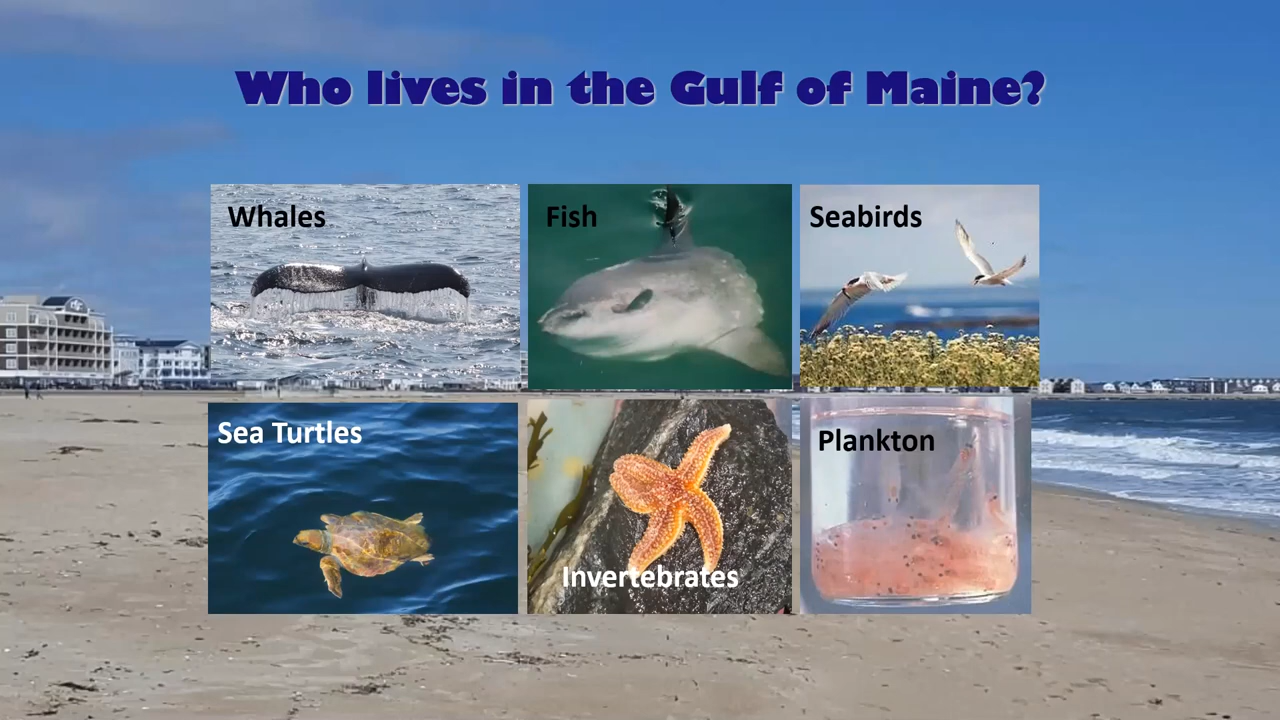 Who lives in the Gulf of Maine?
Whales
Fish
Seabirds
Sea Turtles
Invertebrates
Plankton